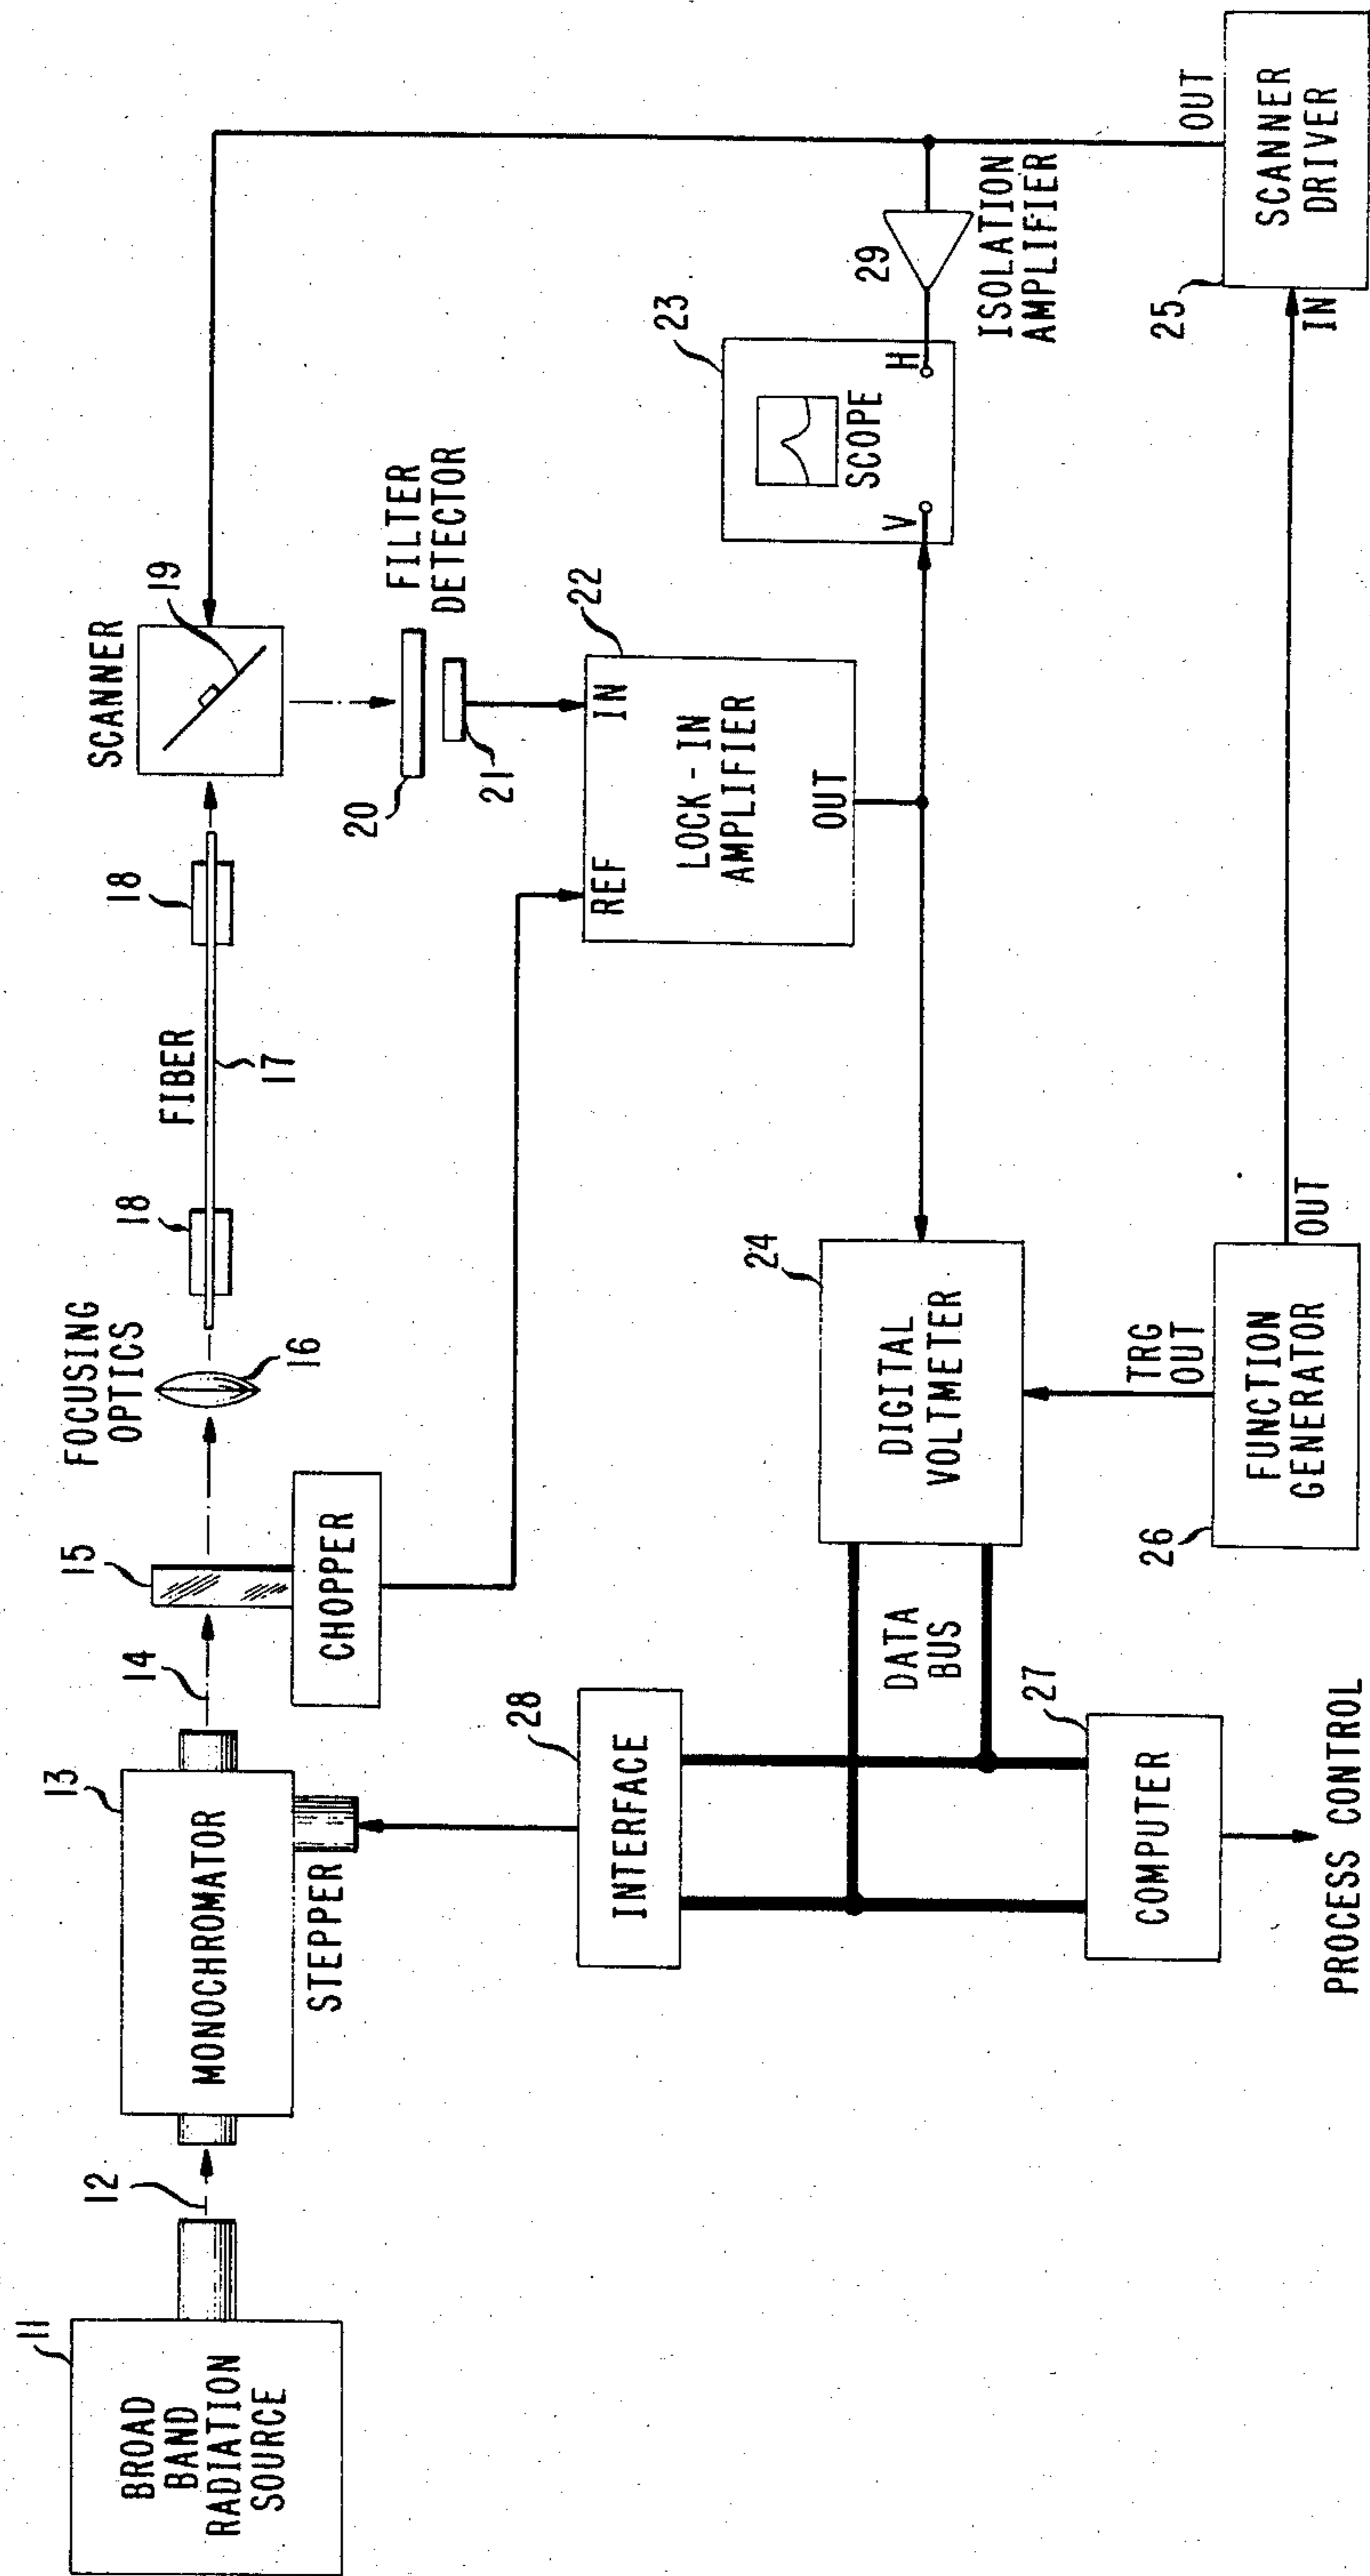 11
BROAD
BAND
RADIATION
SOURCE
12
13
MONOCHROMATOR
STEPPER
14
15
CHOPPER
FOCUSING
OPTICS
16
18
FIBER
17
18
SCANNER
19
FILTER
DETECTOR
20
21
22
REF
IN
LOCK-IN
AMPLIFIER
OUT
23
SCOPE
V
H
29
ISOLATION
AMPLIFIER
24
DIGITAL
VOLTMETER
DATA
BUS
28
INTERFACE
27
COMPUTER
PROCESS CONTROL
TRG
OUT
26
FUNCTION
GENERATOR
OUT
25
IN
SCANNER
DRIVER
OUT